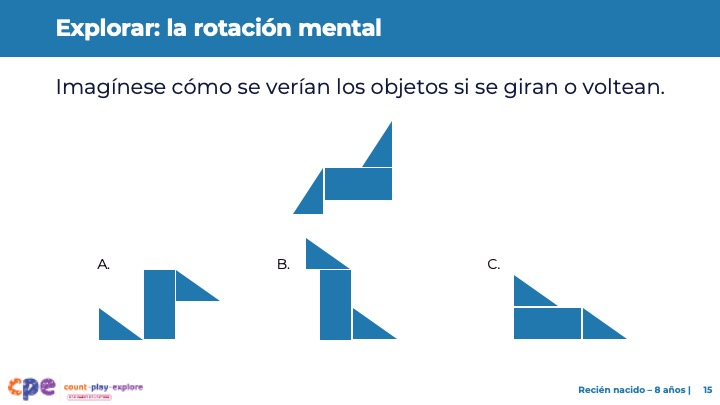 Explorar: la rotación mental
Imagínese cómo se verían los objetos si se giran o voltean.
A.
B.
C.
cpe count-play-explore
Recién nacido – 8 años | 15